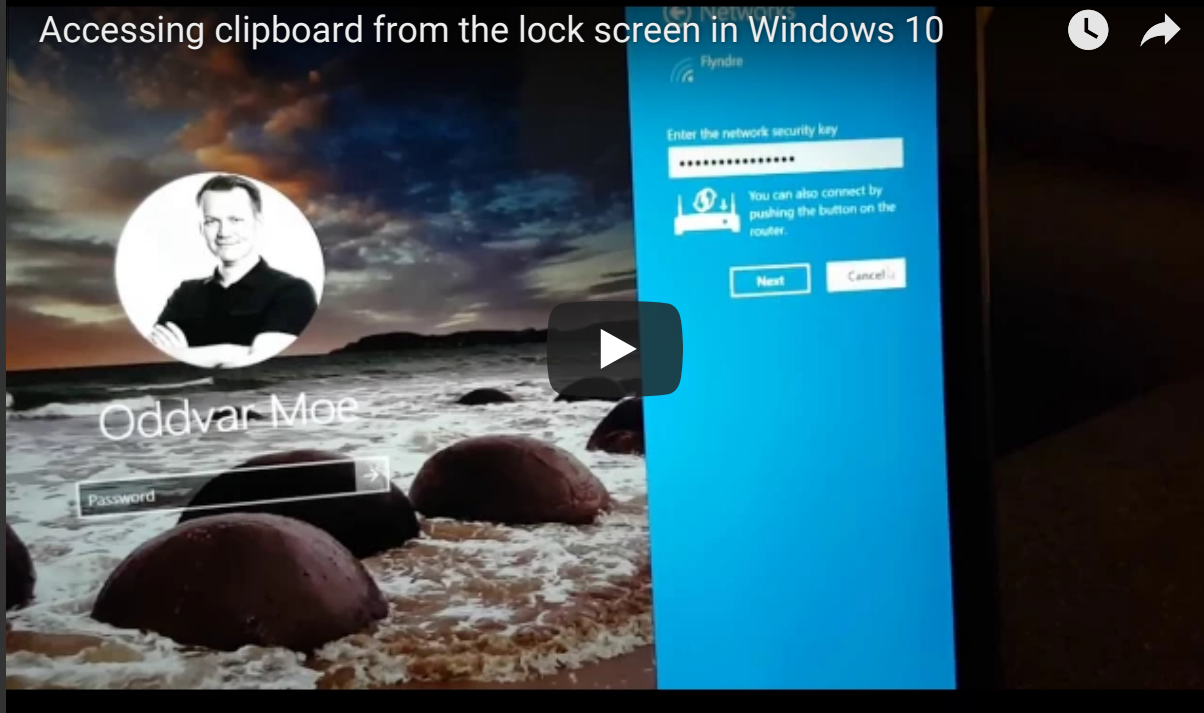 Accessing clipboard from the lock screen in Windows 10
Networks
Flyndre
Enter the network security key
You can also connect by
pushing the button on the
router.
Next
Cancel
Oddvar Moe
Password